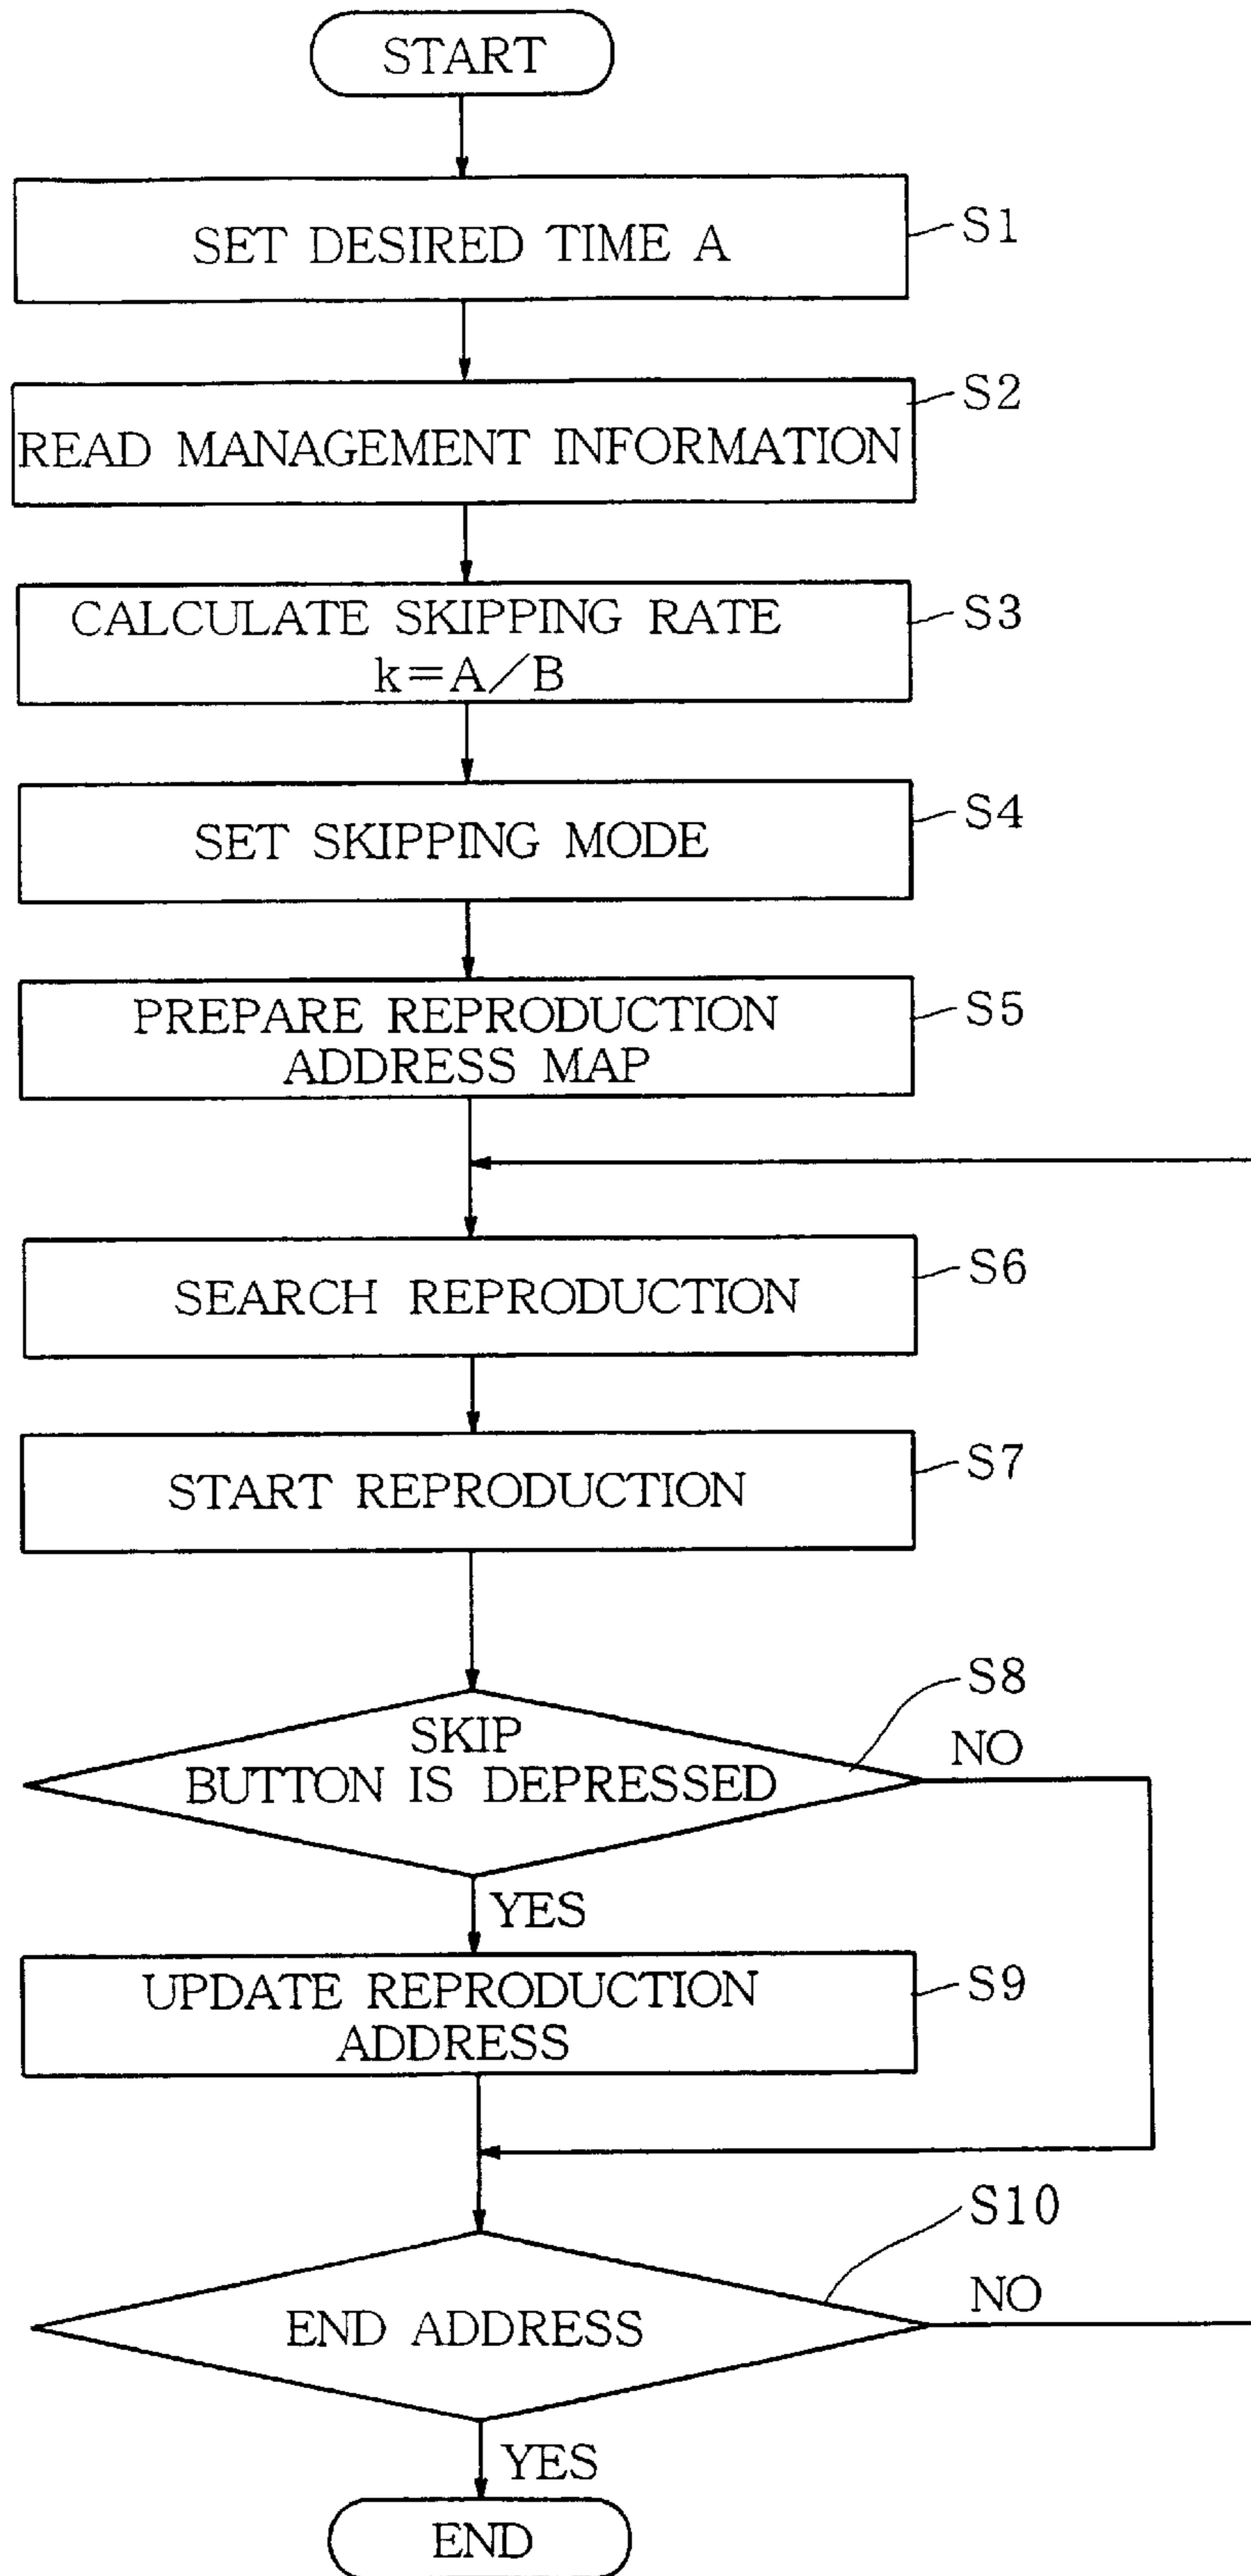 START
SET DESIRED TIME A
S1
READ MANAGEMENT INFORMATION
S2
CALCULATE SKIPPING RATE
k=A/B
S3
SET SKIPPING MODE
S4
PREPARE REPRODUCTION
ADDRESS MAP
S5
SEARCH REPRODUCTION
S6
START REPRODUCTION
S7
SKIP
BUTTON IS DEPRESSED
S8
NO
YES
UPDATE REPRODUCTION
ADDRESS
S9
END ADDRESS
S10
NO
YES
END